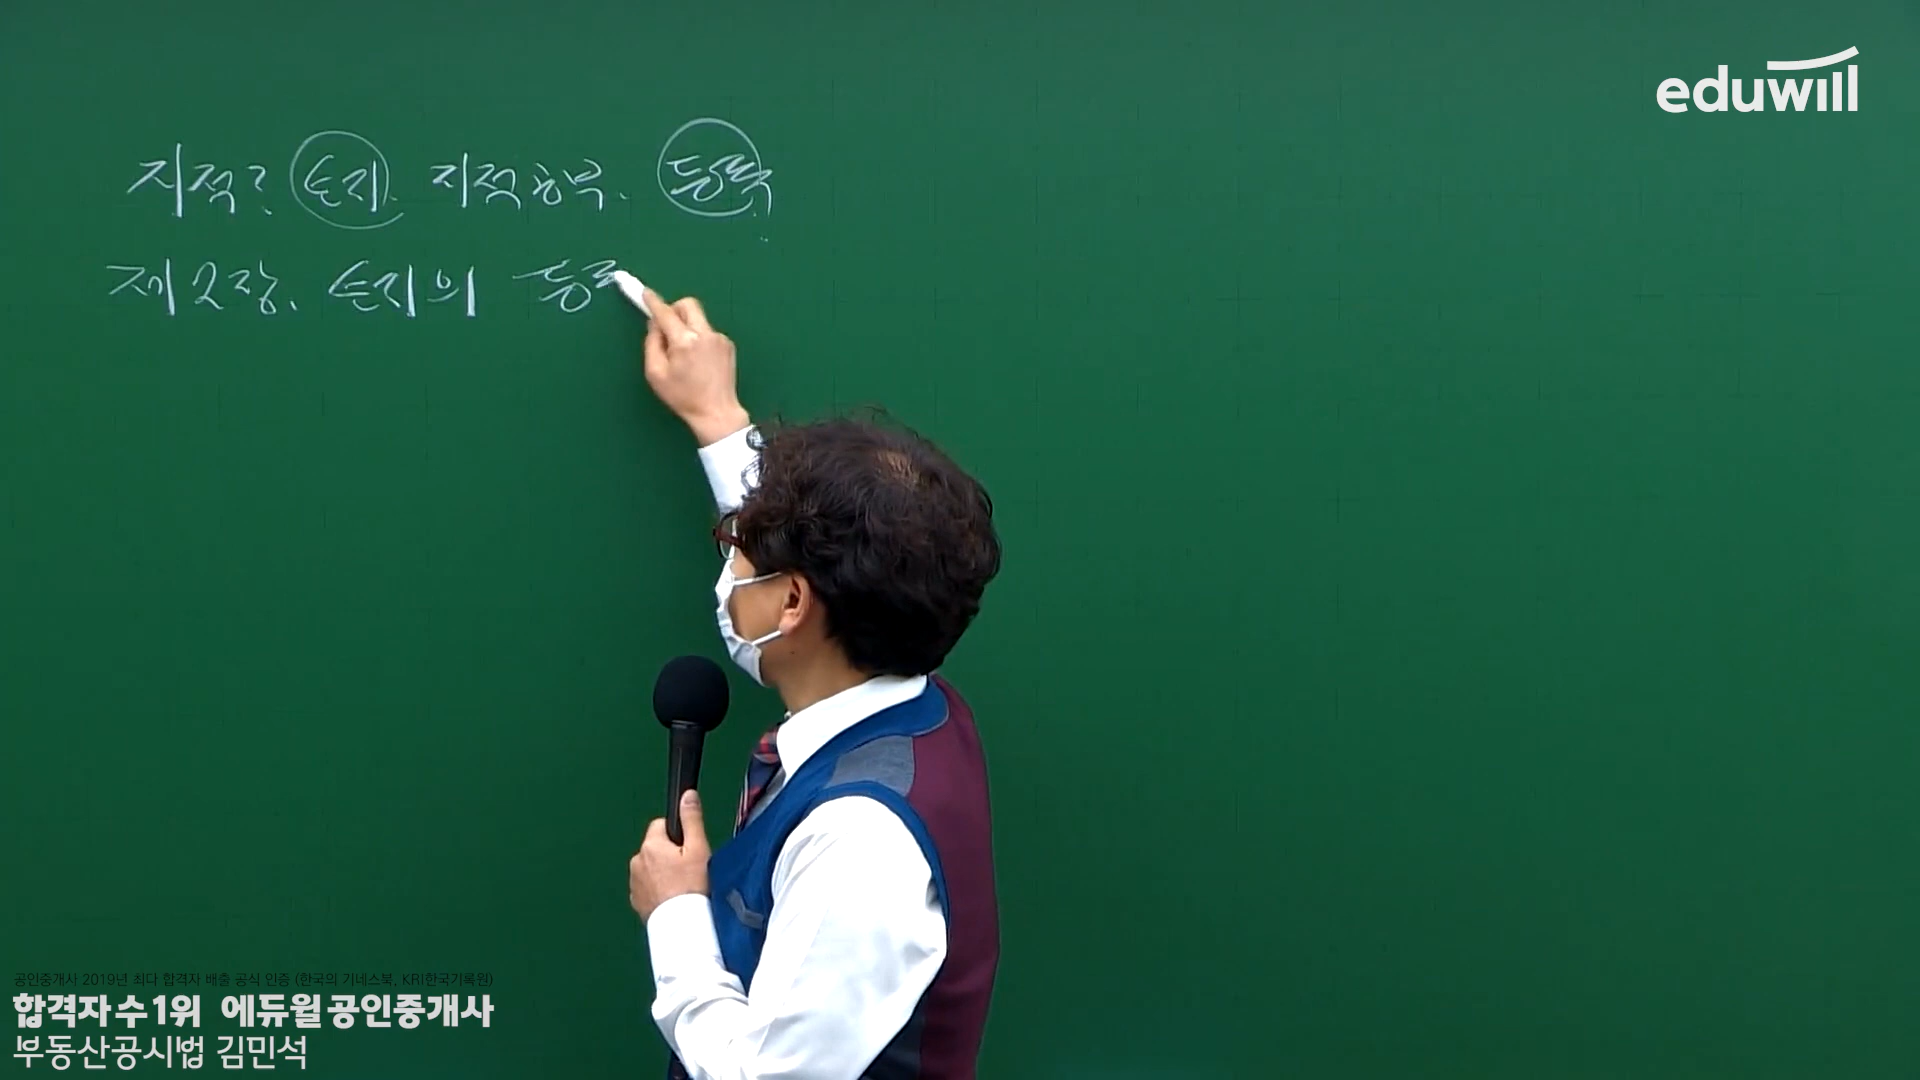 eduwill
지적? 토지. 지적공부. 등록
제2장. 토지의 등로
공인중개사 2019년 최다 합격자 배출 공식 인증 (한국의 기네스북, KRI한국기록원)
합격자 수 1위 에듀윌 공인중개사
부동산공시법 김민석